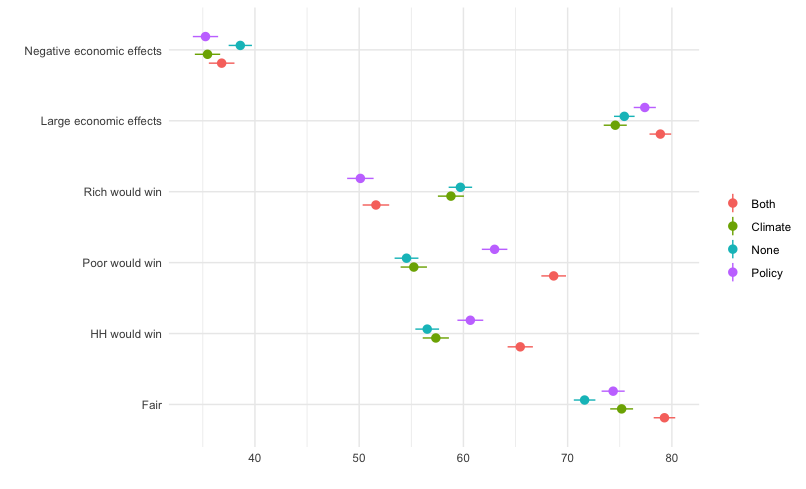 Negative economic effects
Large economic effects
Rich would win
Poor would win
HH would win
Fair
40 50 60 70 80
Both
Climate
None
Policy